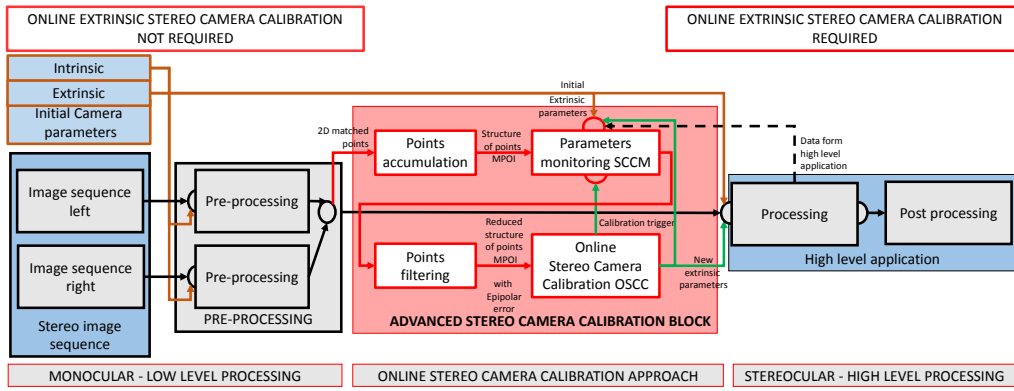 ONLINE EXTRINSIC STEREO CAMERA CALIBRATION
NOT REQUIRED
ONLINE EXTRINSIC STEREO CAMERA CALIBRATION
REQUIRED
Intrinsic
Extrinsic
Initial Camera
parameters
Initial
Extrinsic
parameters
2D matched
points
Points
accumulation
Structure
of points
MPOI
Parameters
monitoring SCCM
Data form
high level
application
Image sequence
left
Pre-processing
Processing
Post processing
Image sequence
right
Pre-processing
Points
filtering
Reduced
structure
of points
MPOI
with
Epipolar
error
Calibration trigger
Online
Stereo Camera
Calibration OSCC
New
extrinsic
parameters
High level application
Stereo image
sequence
PRE-PROCESSING
ADVANCED STEREO CAMERA CALIBRATION BLOCK
MONOCULAR - LOW LEVEL PROCESSING
ONLINE STEREO CAMERA CALIBRATION APPROACH
STEREOCULAR - HIGH LEVEL PROCESSING